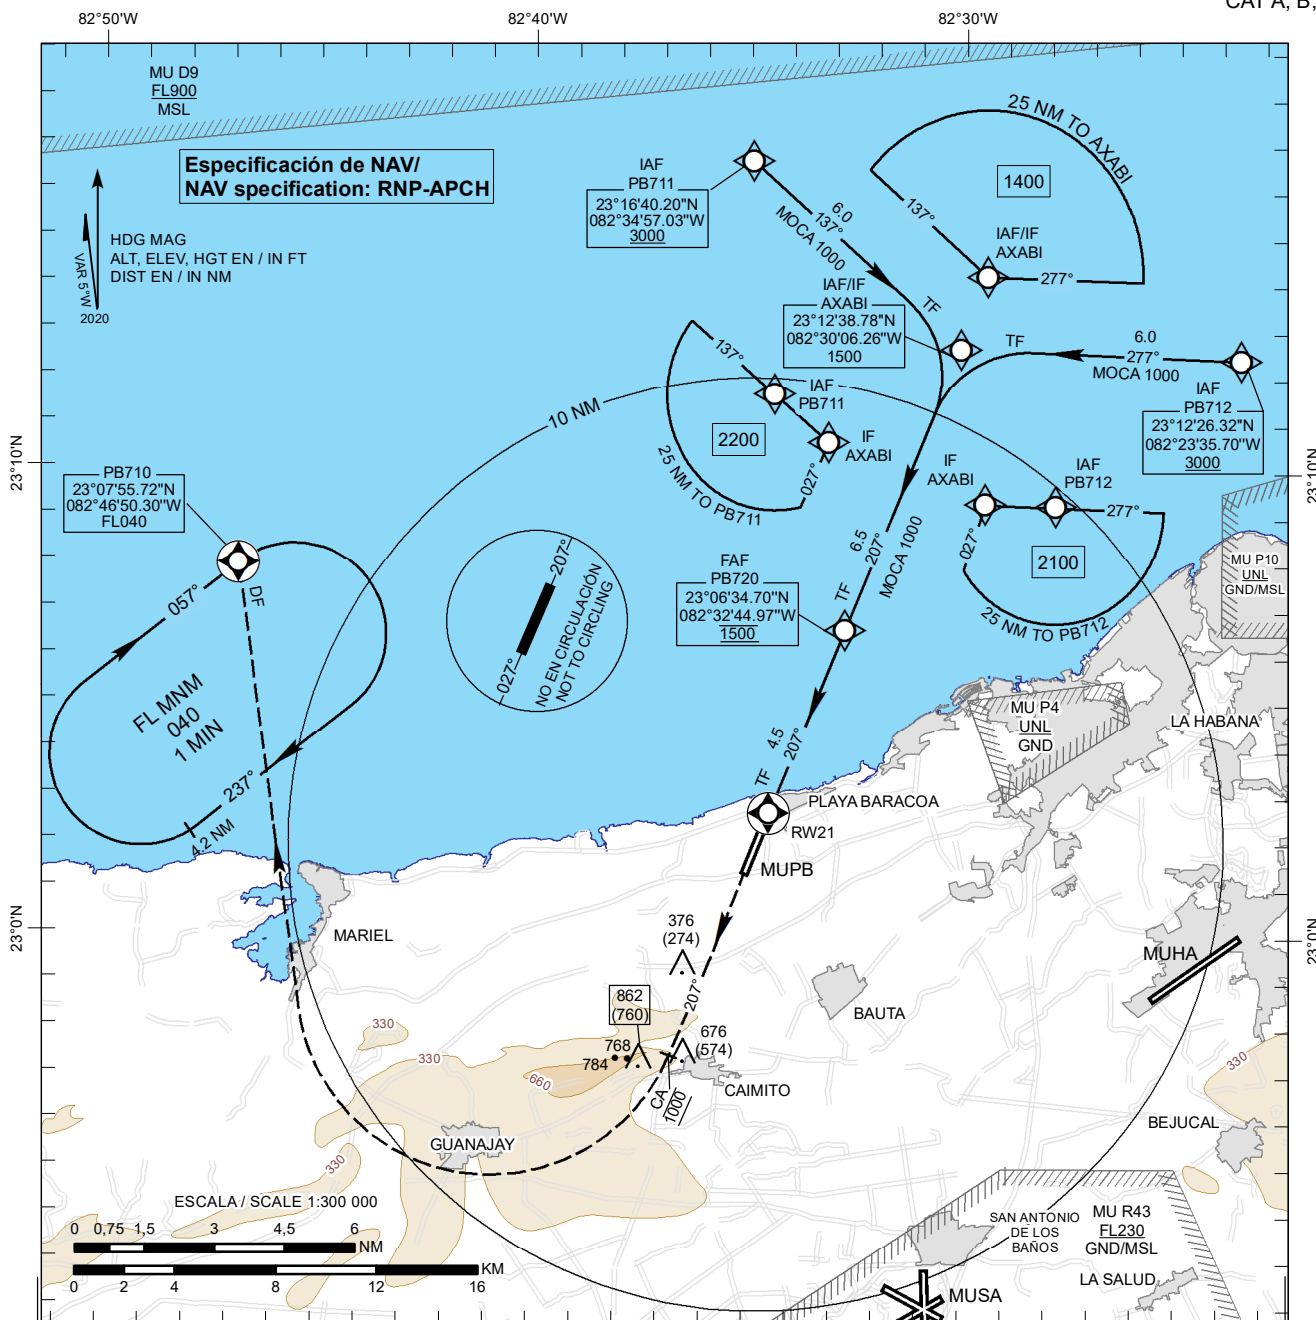 82°50'W
82°40'W
82°30'W
CAT A, B,
MU D9
FL900
MSL
Especificación de NAV/
NAV specification: RNP-APCH
HDG MAG
ALT, ELEV, HGT EN / IN FT
DIST EN / IN NM
VAR 5°W
2020
IAF
PB711
23°16'40.20"N
082°34'57.03"W
3000
6.0
137°
MOCA 1000
TF
25 NM TO AXABI
1400
137°
IAF/IF
AXABI
277°
IAF/IF
AXABI
23°12'38.78"N
082°30'06.26"W
1500
TF
6.0
277°
MOCA 1000
IAF
PB712
23°12'26.32"N
082°23'35.70"W
3000
137°
IAF
PB711
2200
IF
AXABI
027°
25 NM TO PB711
10 NM
IF
AXABI
IAF
PB712
277°
027°
2100
25 NM TO PB712
23°10'N
23°10'N
PB710
23°07'55.72"N
082°46'50.30"W
FL040
DF
057°
FL MNM
040
1 MIN
237°
4.2 NM
207°
027°
NO EN CIRCULACIÓN
NOT TO CIRCLING
6.5
207°
MOCA 1000
FAF
PB720
23°06'34.70"N
082°32'44.97"W
1500
TF
MU P10
UNL
GND/MSL
MU P4
UNL
GND
LA HABANA
4.5
207°
TF
PLAYA BARACOA
RW21
MUPB
23°0'N
23°0'N
MARIEL
376
(274)
207°
MUHA
862
(760)
BAUTA
676
(574)
768
784
330
330
660
330
330
CAIMITO
CA
1000
BEJUCAL
GUANAJAY
ESCALA / SCALE 1:300 000
0 0,75 1,5 3 4,5 6
NM
KM
0 2 4 8 12 16
SAN ANTONIO
DE LOS
BAÑOS
MU R43
FL230
GND/MSL
LA SALUD
MUSA